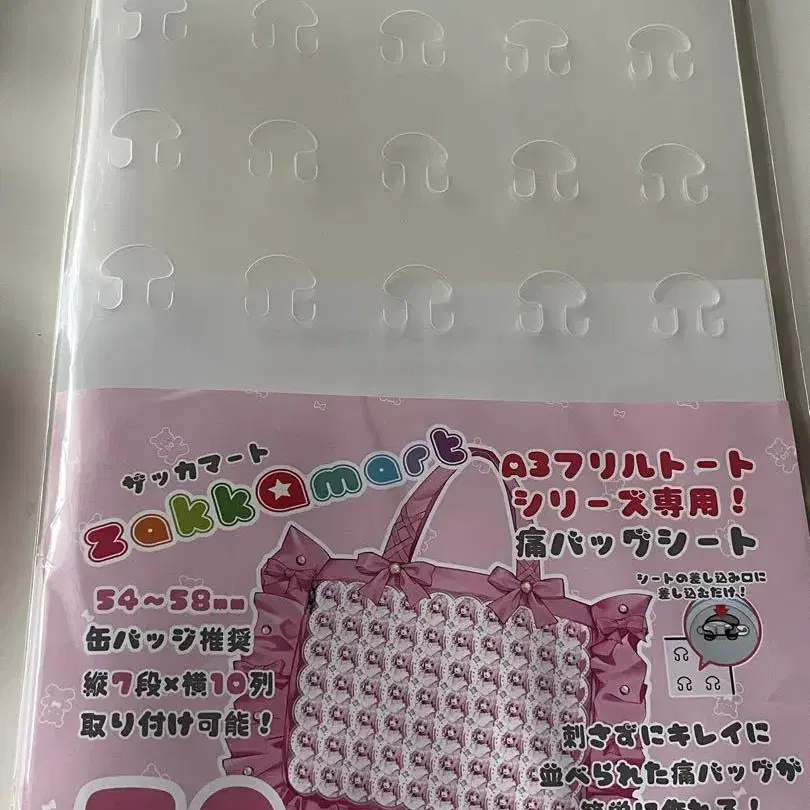 ザッカマート
zakkamart
A3フリルトート
シリーズ専用!
痛バッグシート
シートの差し込み口に
差し込むだけ!
54～58mm
缶バッジ推奨
縦7段×横10列
取り付け可能!
刺さずにキレイに
並べられた痛バッグが